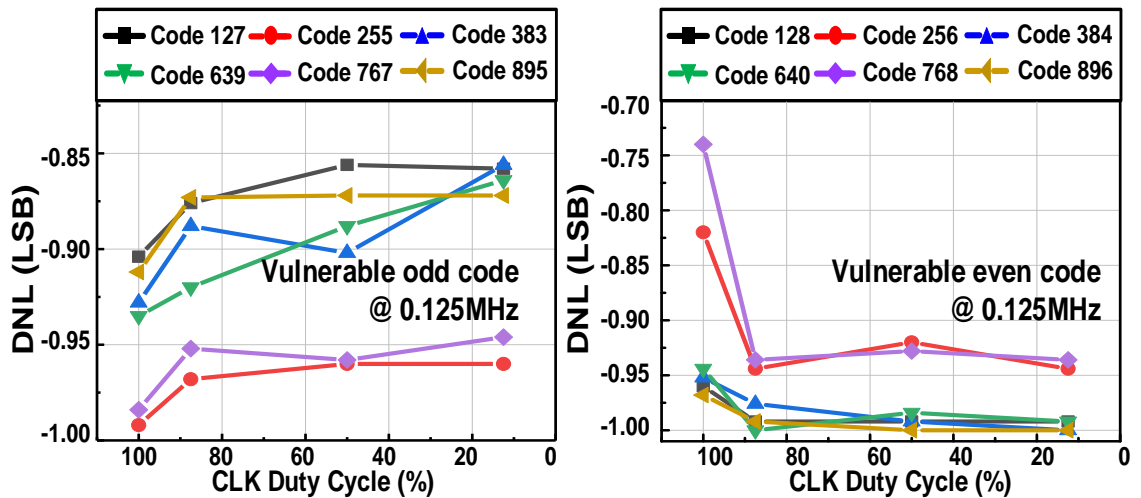 Code 127 Code 255 Code 383
Code 639 Code 767 Code 895
DNL (LSB)
-0.85
-0.90
-0.95
-1.00
Vulnerable odd code
@ 0.125MHz
100 80 60 40 20 0
CLK Duty Cycle (%)
Code 128 Code 256 Code 384
Code 640 Code 768 Code 896
DNL (LSB)
-0.70
-0.75
-0.80
-0.85
-0.90
-0.95
-1.00
Vulnerable even code
@ 0.125MHz
100 80 60 40 20 0
CLK Duty Cycle (%)